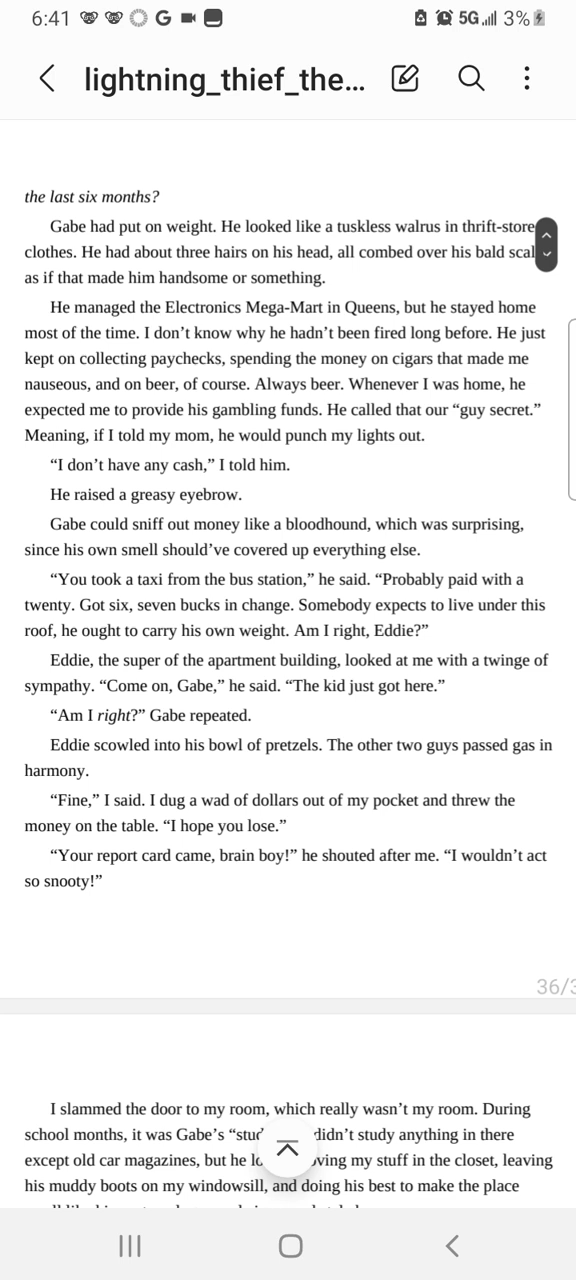 6:41 G 5G 3%
lightning_thief_the...
the last six months?
Gabe had put on weight. He looked like a tuskless walrus in thrift-store
clothes. He had about three hairs on his head, all combed over his bald scal
as if that made him handsome or something.
He managed the Electronics Mega-Mart in Queens, but he stayed home
most of the time. I don’t know why he hadn’t been fired long before. He just
kept on collecting paychecks, spending the money on cigars that made me
nauseous, and on beer, of course. Always beer. Whenever I was home, he
expected me to provide his gambling funds. He called that our “guy secret.”
Meaning, if I told my mom, he would punch my lights out.
“I don’t have any cash,” I told him.
He raised a greasy eyebrow.
Gabe could sniff out money like a bloodhound, which was surprising,
since his own smell should’ve covered up everything else.
“You took a taxi from the bus station,” he said. “Probably paid with a
twenty. Got six, seven bucks in change. Somebody expects to live under this
roof, he ought to carry his own weight. Am I right, Eddie?”
Eddie, the super of the apartment building, looked at me with a twinge of
sympathy. “Come on, Gabe,” he said. “The kid just got here.”
“Am I right?” Gabe repeated.
Eddie scowled into his bowl of pretzels. The other two guys passed gas in
harmony.
“Fine,” I said. I dug a wad of dollars out of my pocket and threw the
money on the table. “I hope you lose.”
“Your report card came, brain boy!” he shouted after me. “I wouldn’t act
so snooty!”
36/3
I slammed the door to my room, which really wasn’t my room. During
school months, it was Gabe’s “stud didn’t study anything in there
except old car magazines, but he lo ving my stuff in the closet, leaving
his muddy boots on my windowsill, and doing his best to make the place